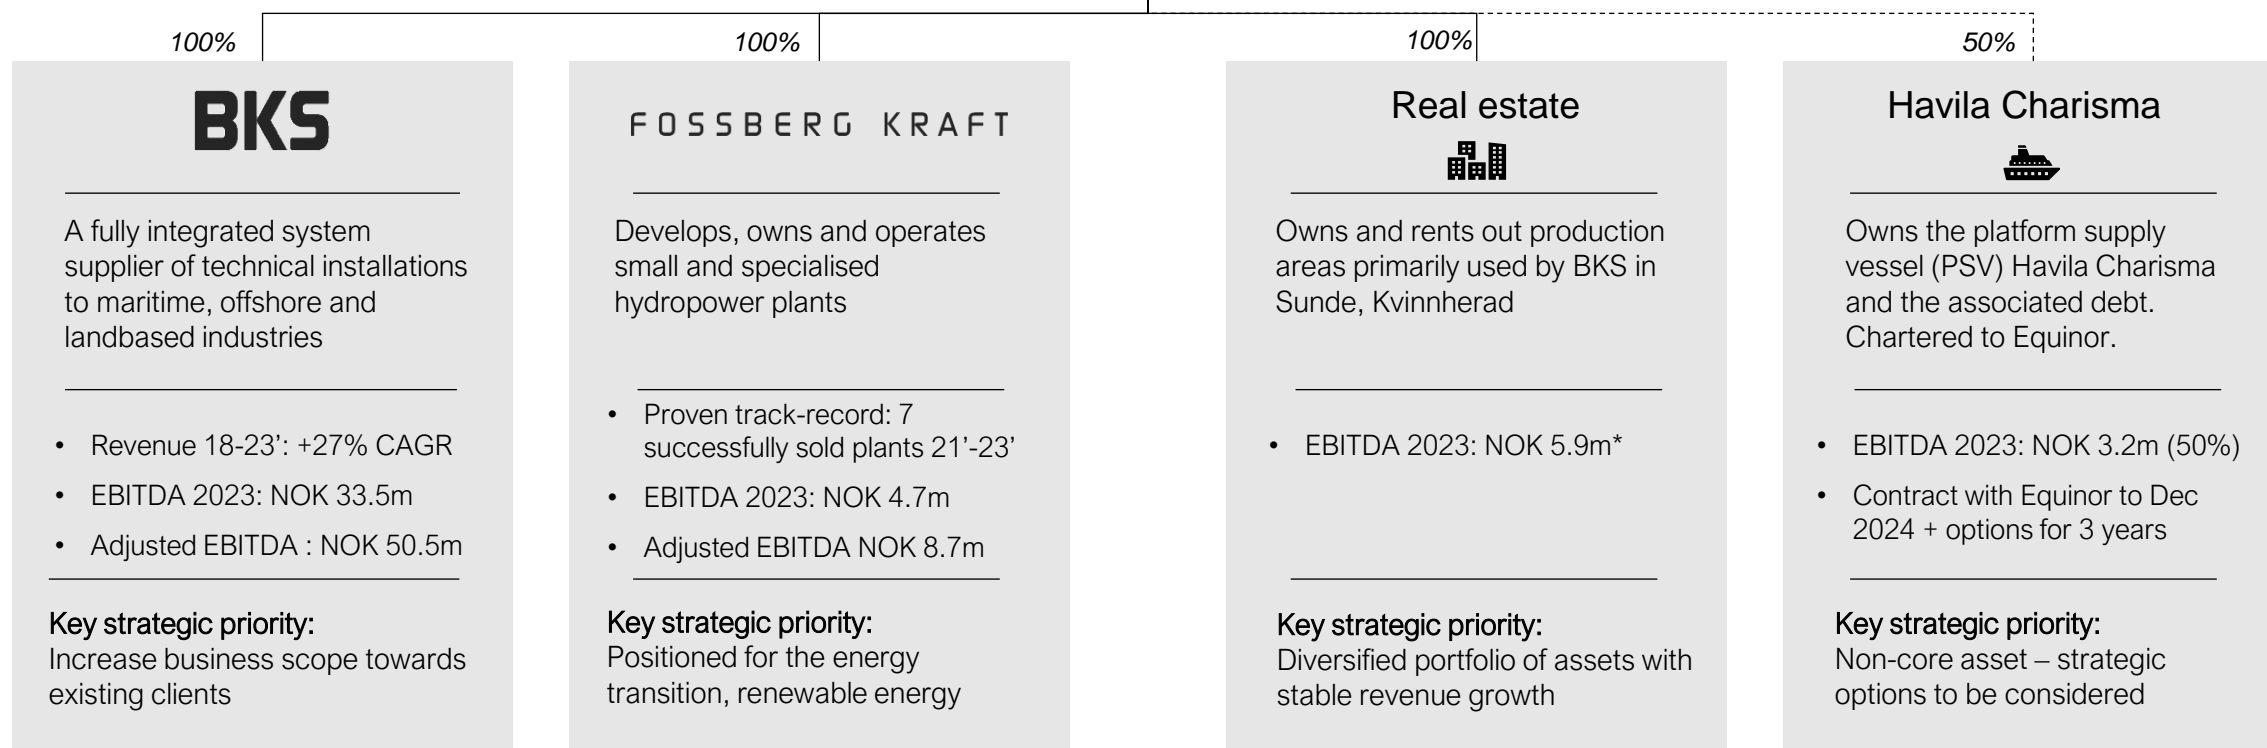 100%
BKS
A fully integrated system
supplier of technical installations
to maritime, offshore and
landbased industries
• Revenue 18-23’: +27% CAGR
• EBITDA 2023: NOK 33.5m
• Adjusted EBITDA : NOK 50.5m
Key strategic priority:
Increase business scope towards
existing clients
100%
FOSSBERG KRAFT
Develops, owns and operates
small and specialised
hydropower plants
• Proven track-record: 7
successfully sold plants 21’-23’
• EBITDA 2023: NOK 4.7m
• Adjusted EBITDA NOK 8.7m
Key strategic priority:
Positioned for the energy
transition, renewable energy
100%
Real estate
Owns and rents out production
areas primarily used by BKS in
Sunde, Kvinnherad
• EBITDA 2023: NOK 5.9m*
Key strategic priority:
Diversified portfolio of assets with
stable revenue growth
50%
Havila Charisma
Owns the platform supply
vessel (PSV) Havila Charisma
and the associated debt.
Chartered to Equinor.
• EBITDA 2023: NOK 3.2m (50%)
• Contract with Equinor to Dec
2024 + options for 3 years
Key strategic priority:
Non-core asset – strategic
options to be considered